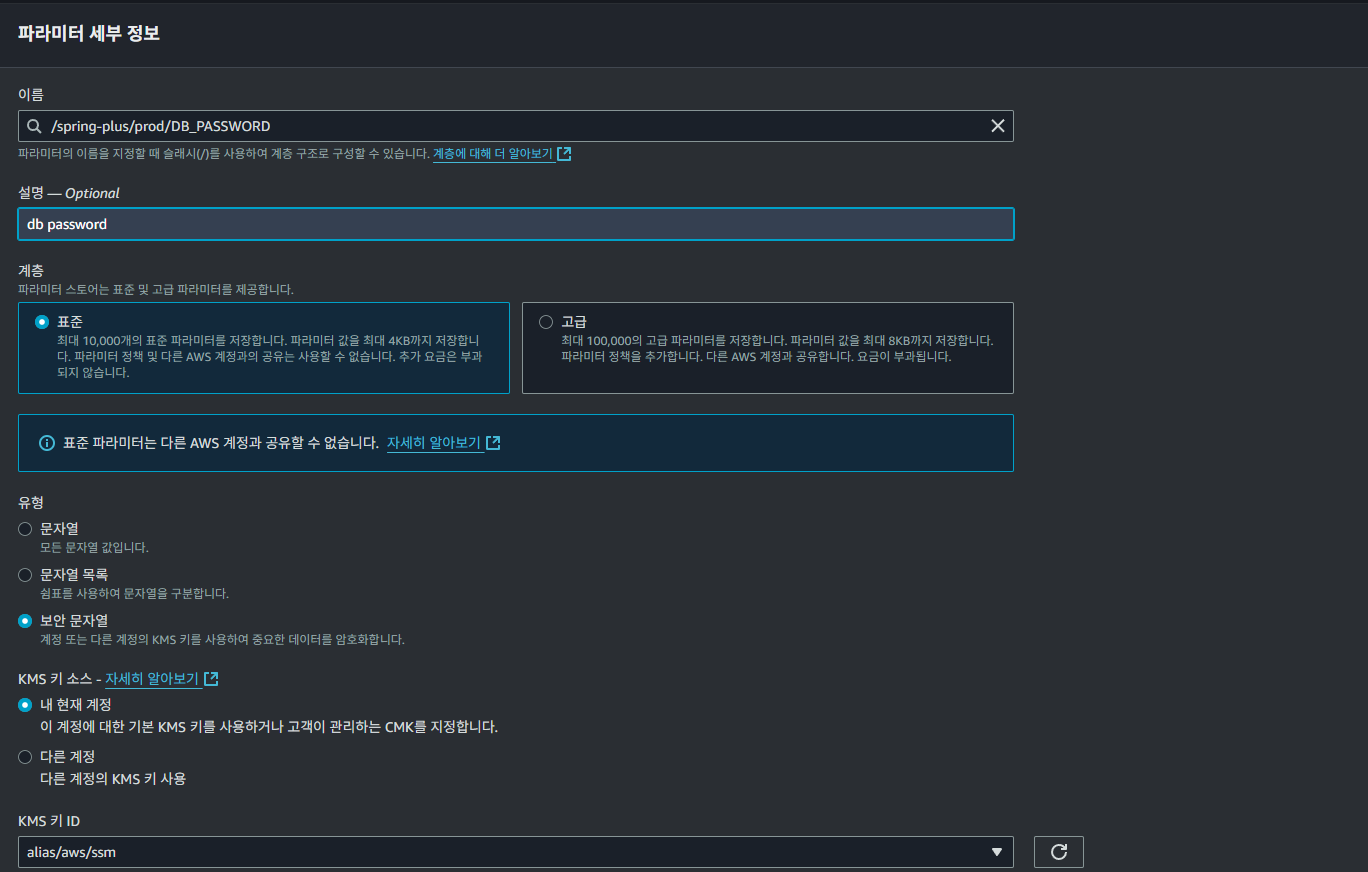 파라미터 세부 정보
이름
/spring-plus/prod/DB_PASSWORD
파라미터의 이름을 지정할 때 슬래시(/)를 사용하여 계층 구조로 구성할 수 있습니다. 계층에 대해 더 알아보기
설명 — Optional
db password
계층
파라미터 스토어는 표준 및 고급 파라미터를 제공합니다.
표준
최대 10,000개의 표준 파라미터를 저장합니다. 파라미터 값을 최대 4KB까지 저장합니
다. 파라미터 정책 및 다른 AWS 계정과의 공유는 사용할 수 없습니다. 추가 요금은 부과
되지 않습니다.
고급
최대 100,000의 고급 파라미터를 저장합니다. 파라미터 값을 최대 8KB까지 저장합니다.
파라미터 정책을 추가합니다. 다른 AWS 계정과 공유합니다. 요금이 부과됩니다.
표준 파라미터는 다른 AWS 계정과 공유할 수 없습니다. 자세히 알아보기
유형
문자열
모든 문자열 값입니다.
문자열 목록
쉼표를 사용하여 문자열을 구분합니다.
보안 문자열
계정 또는 다른 계정의 KMS 키를 사용하여 중요한 데이터를 암호화합니다.
KMS 키 소스 - 자세히 알아보기
내 현재 계정
이 계정에 대한 기본 KMS 키를 사용하거나 고객이 관리하는 CMK를 지정합니다.
다른 계정
다른 계정의 KMS 키 사용
KMS 키 ID
alias/aws/ssm